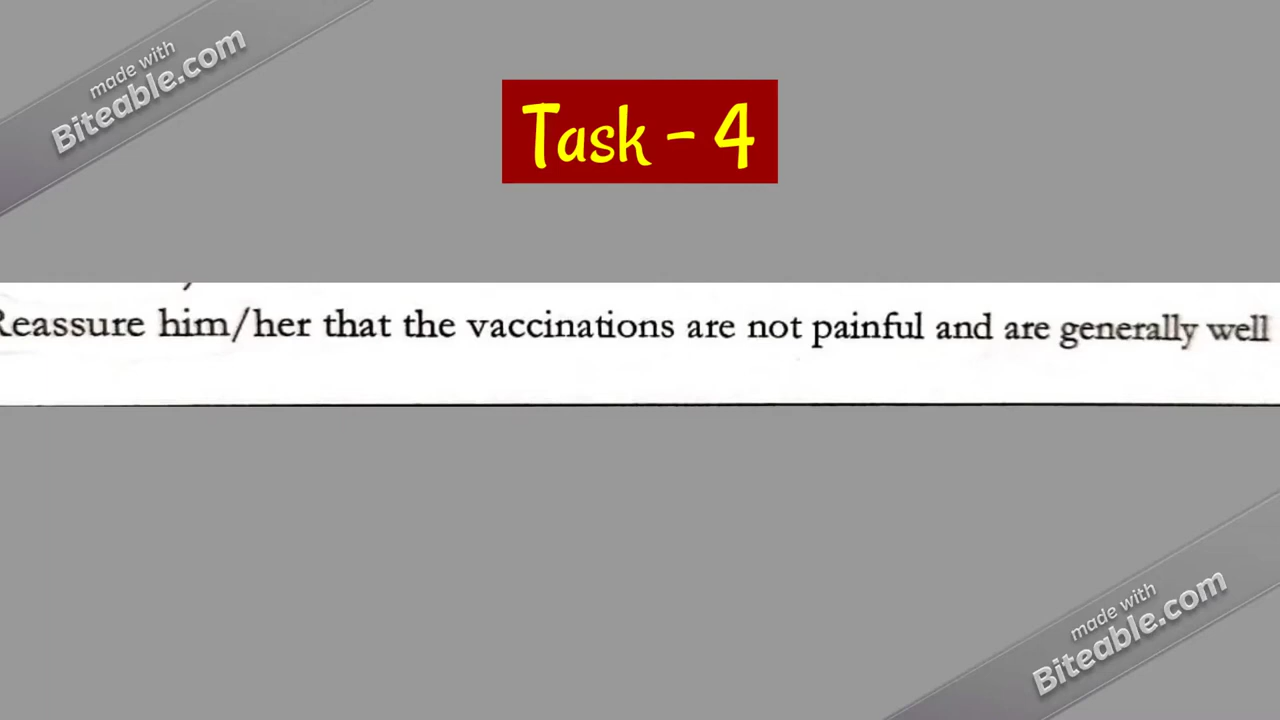 made with
Biteable.com
Task - 4
Reassure him/her that the vaccinations are not painful and are generally well
made with
Biteable.com